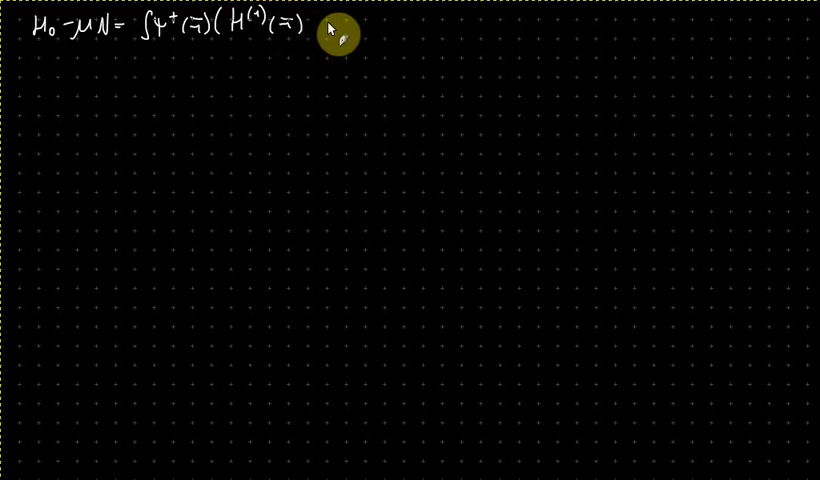 H₀ - μN = ∫ψ⁺(r̄)( H⁽¹⁾(r̄)